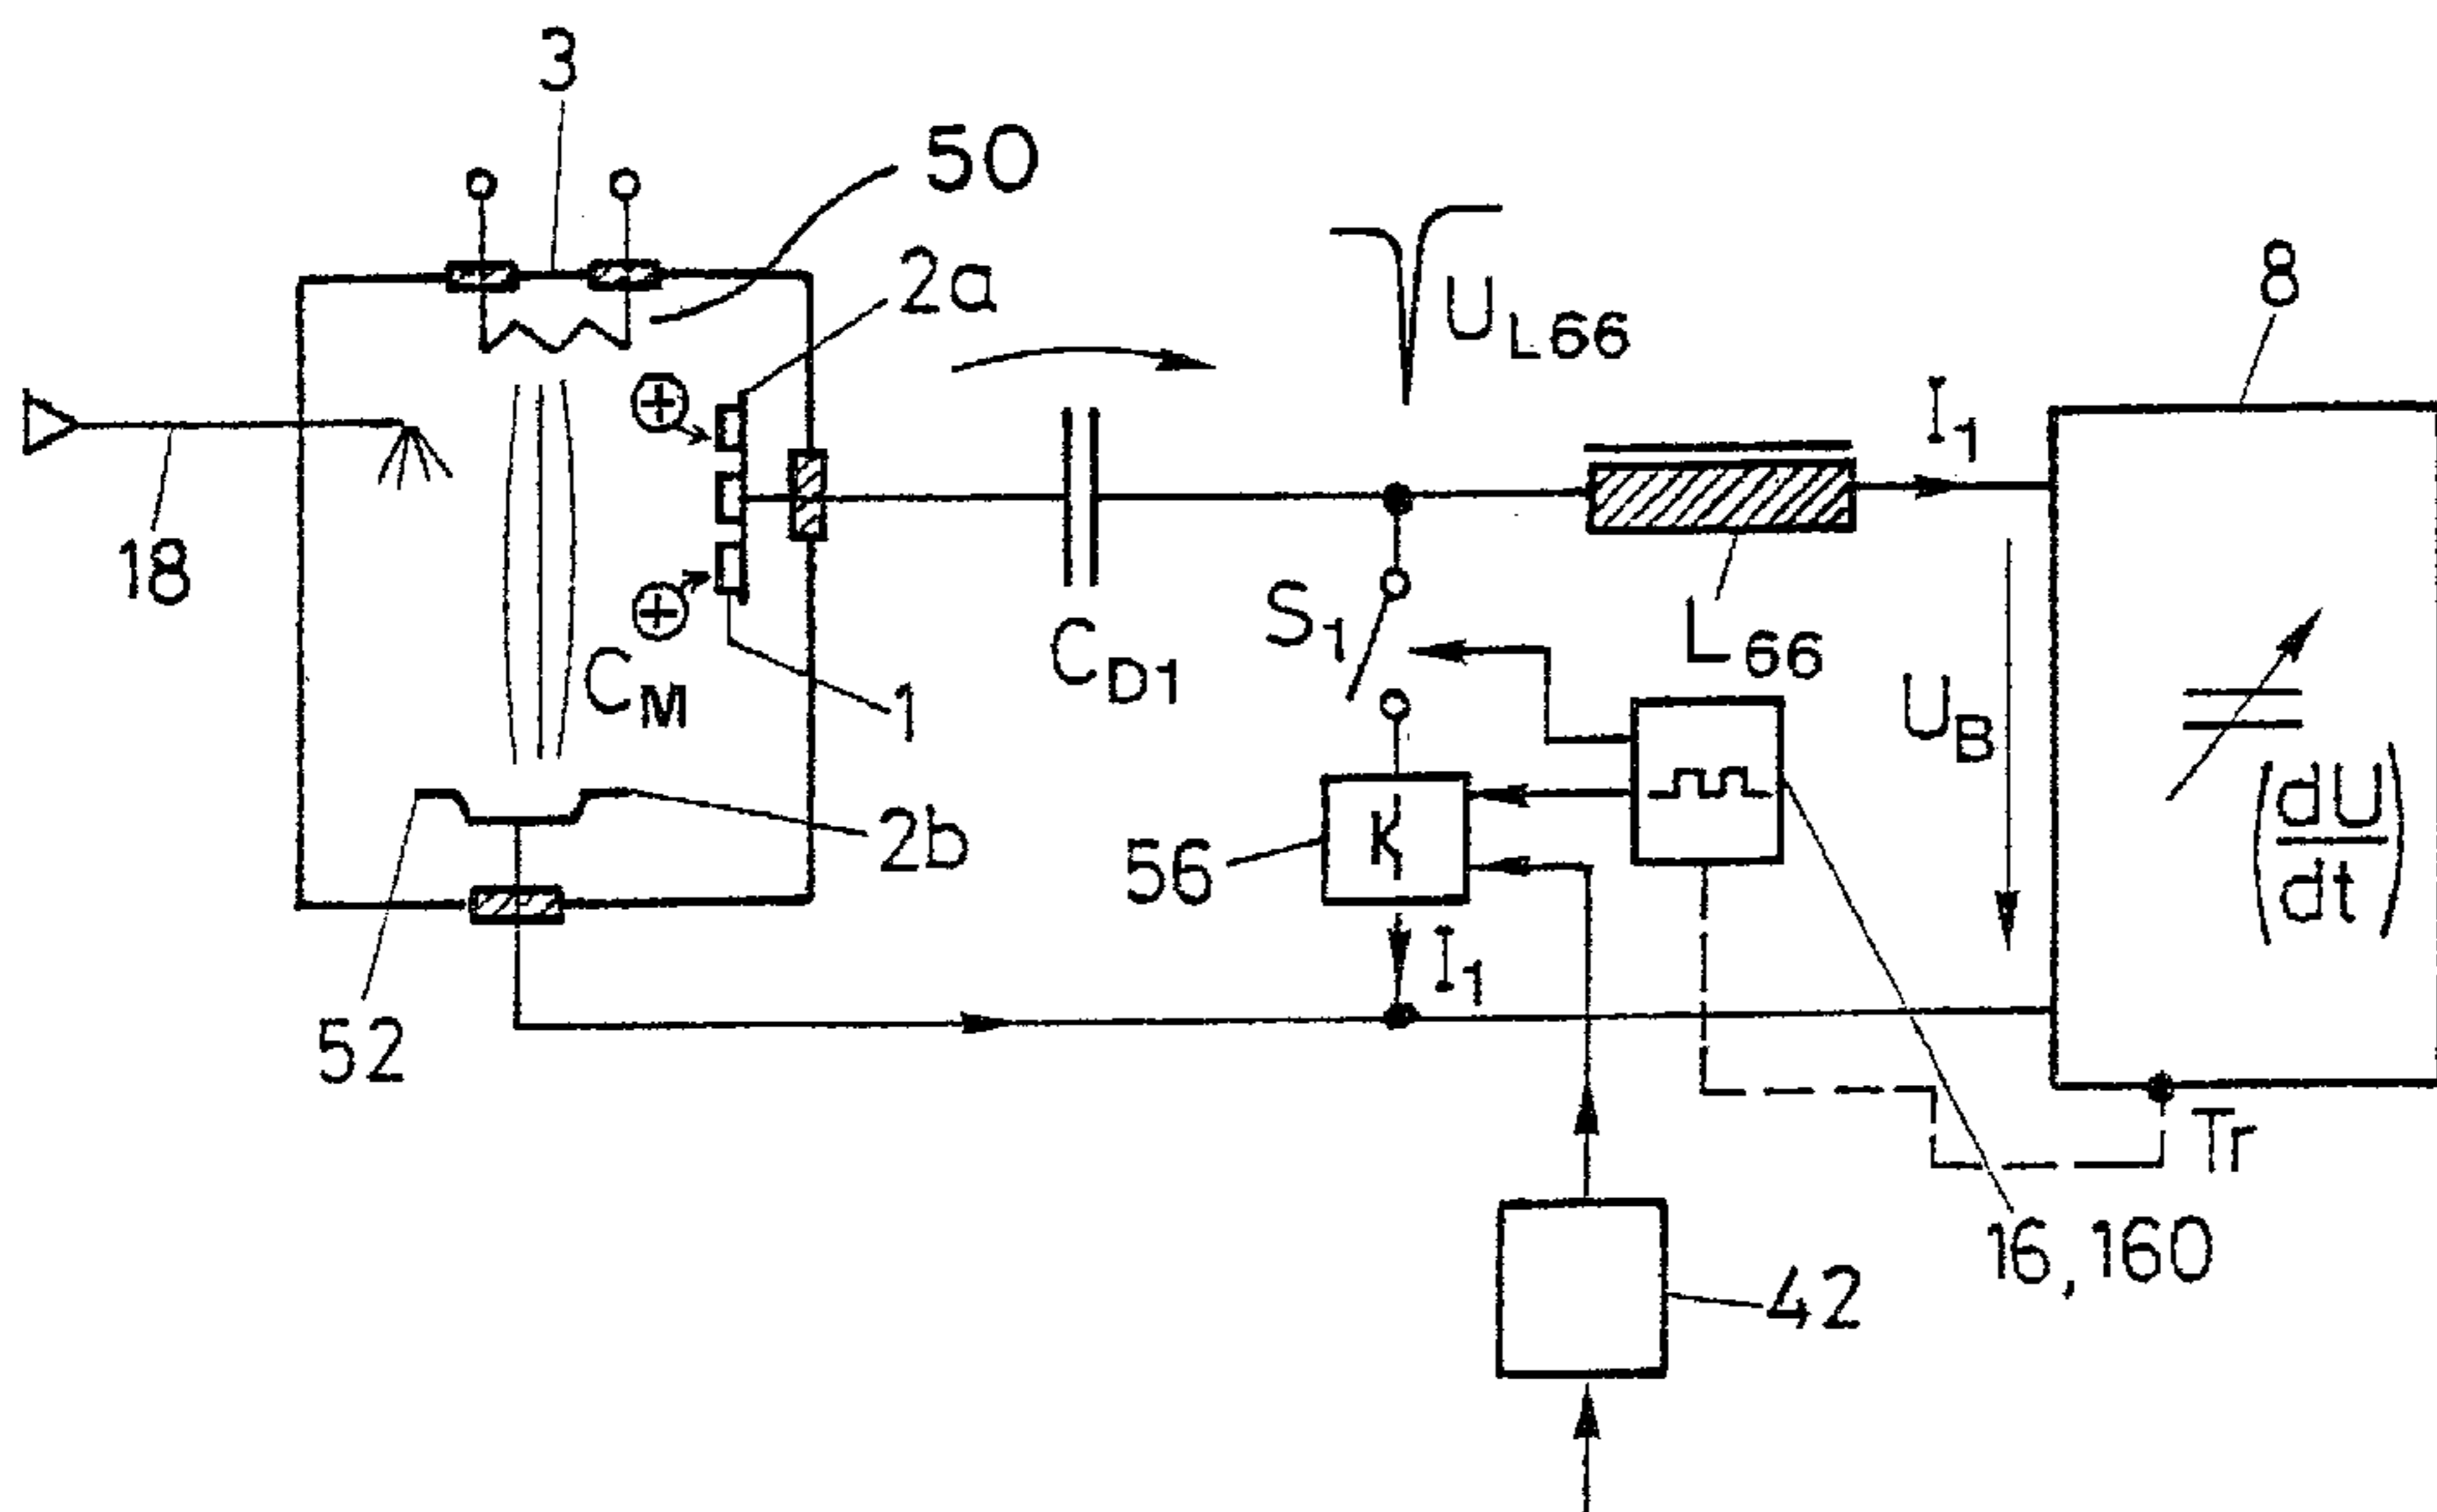 3
50
2a
U_L66
8
I_1
18
C_M
1
C_D1
S_1
L_66
U_B
(dU/dt)
2b
56
K
I_1
52
Tr
16,160
42